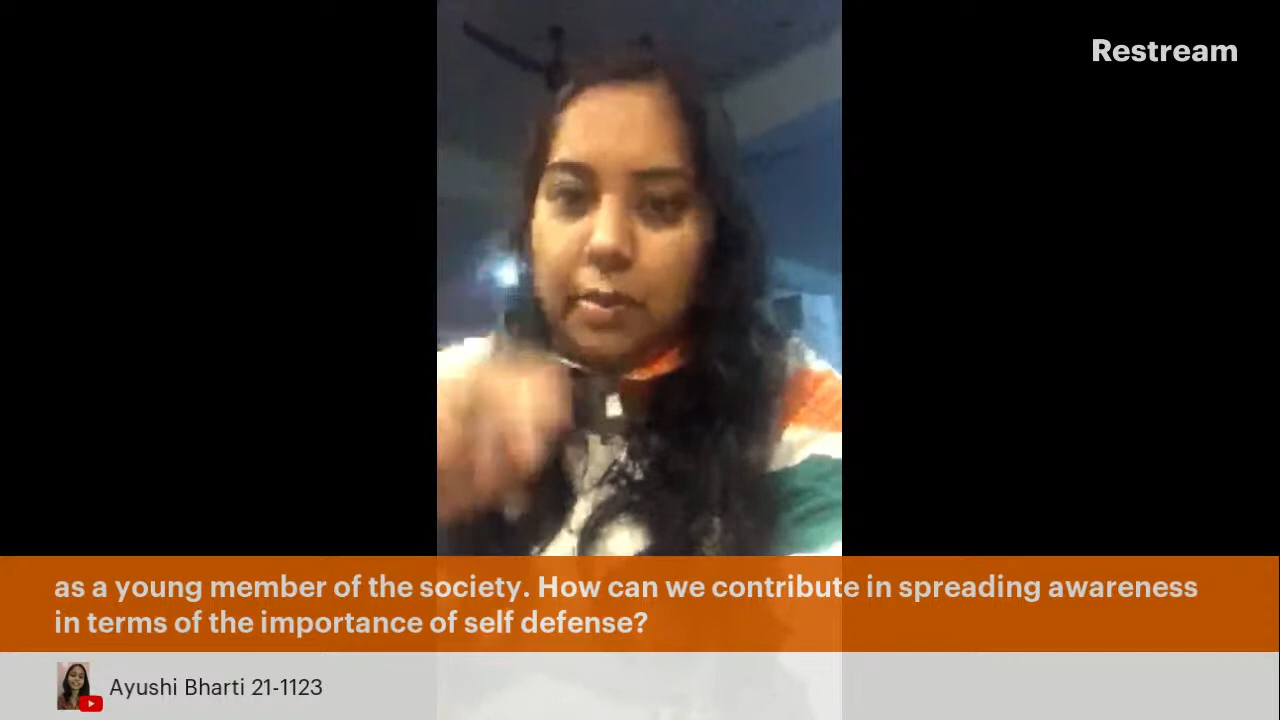 Restream
as a young member of the society. How can we contribute in spreading awareness
in terms of the importance of self defense?
Ayushi Bharti 21-1123